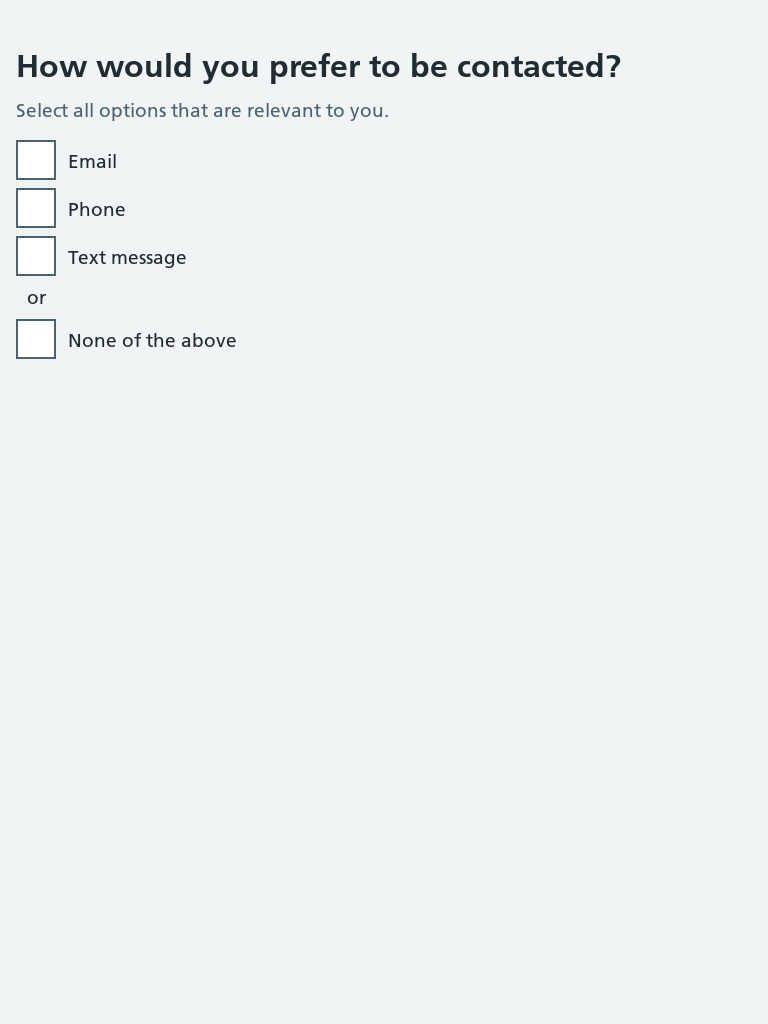 How would you prefer to be contacted?
Select all options that are relevant to you.
Email
Phone
Text message
or
None of the above